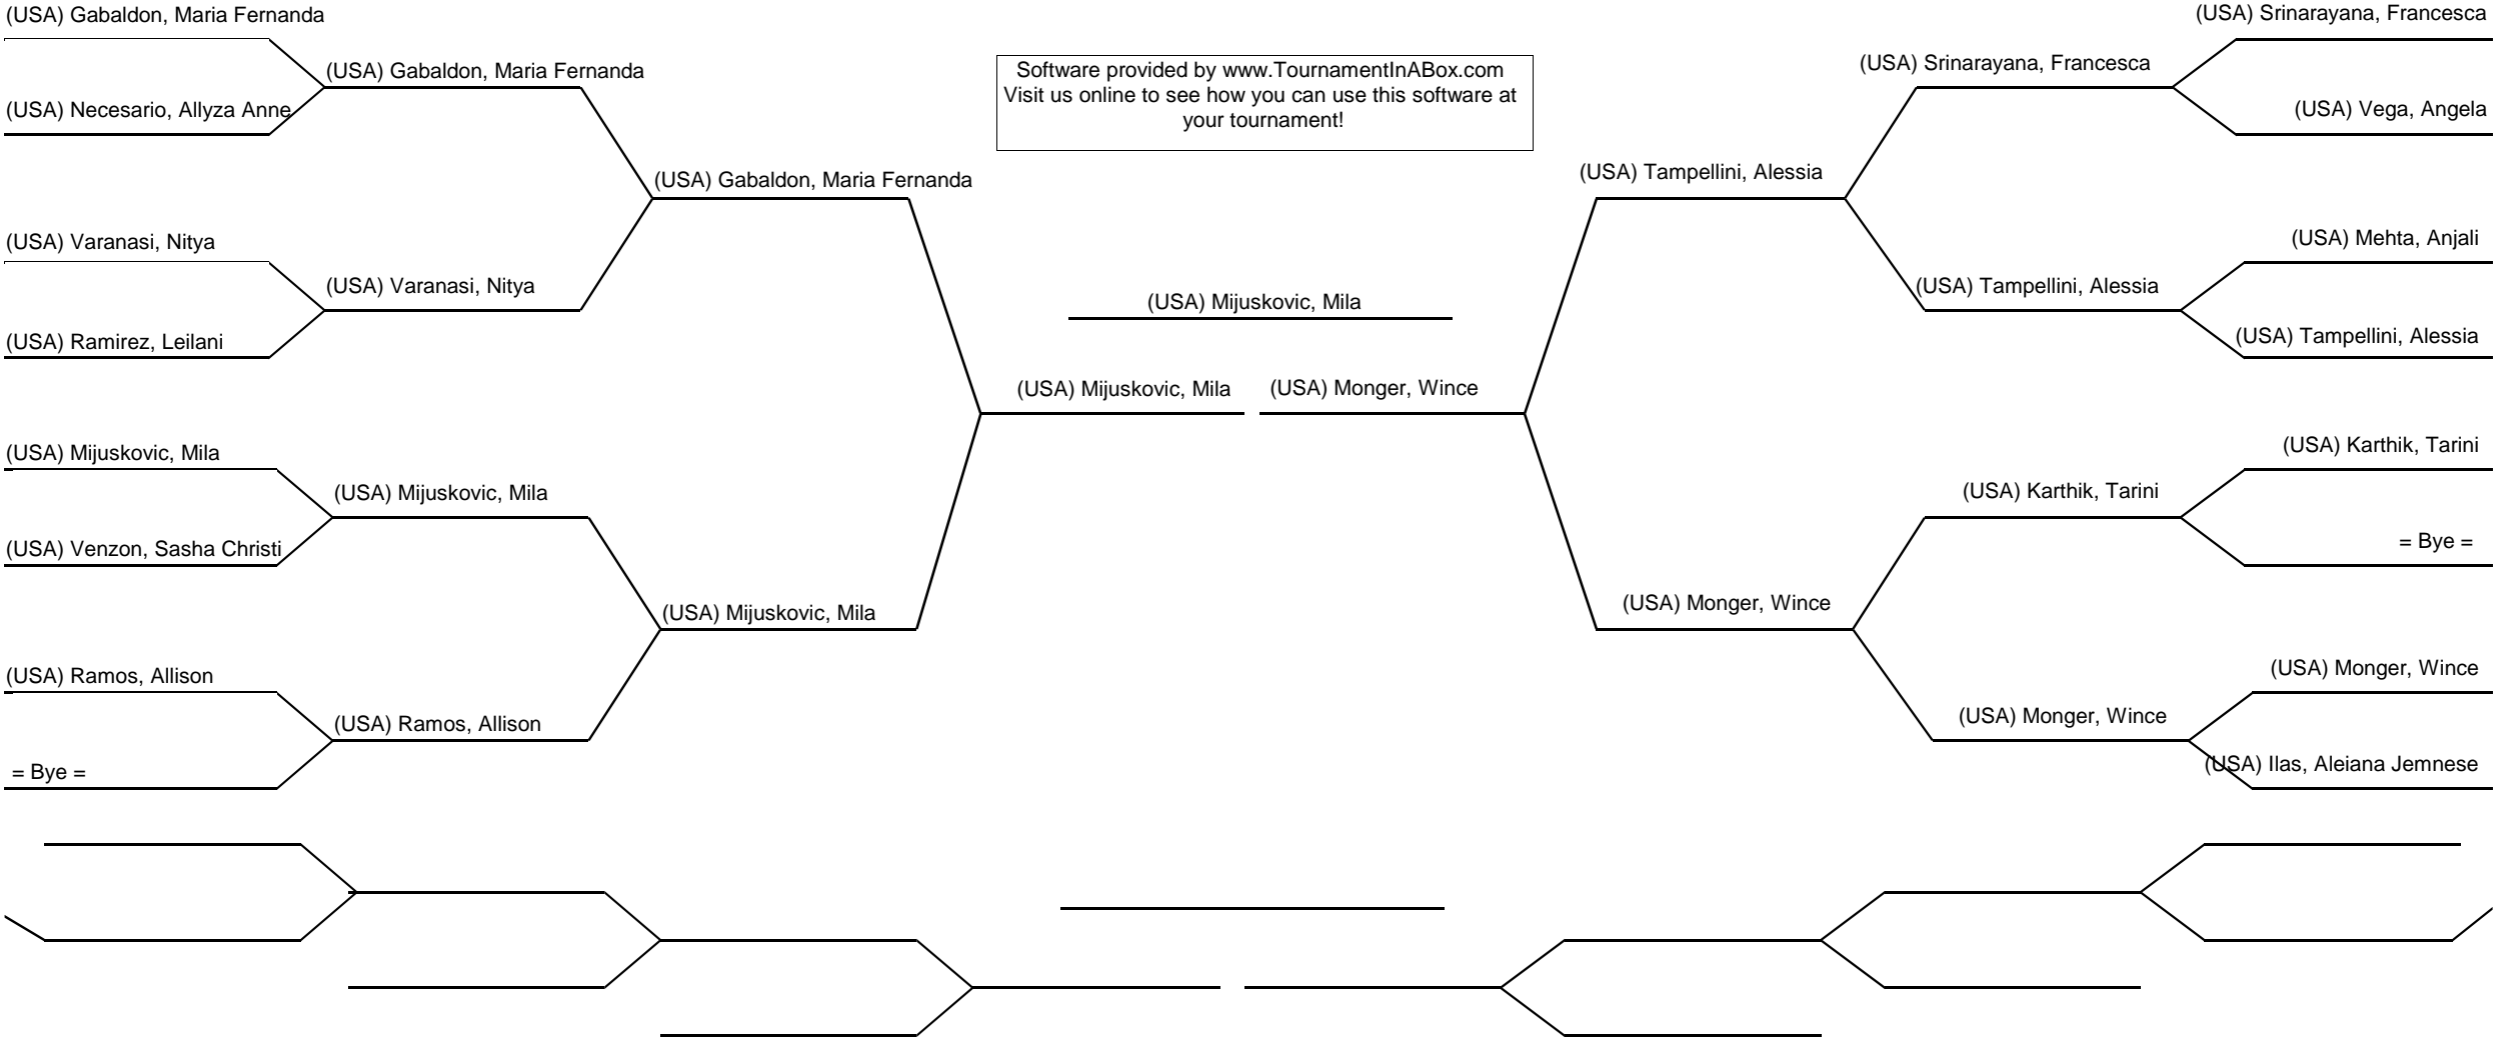 (USA) Gabaldon, Maria Fernanda
(USA) Necesario, Allyza Anne
(USA) Varanasi, Nitya
(USA) Ramirez, Leilani
(USA) Mijuskovic, Mila
(USA) Venzon, Sasha Christi
(USA) Ramos, Allison
= Bye =
(USA) Gabaldon, Maria Fernanda
(USA) Varanasi, Nitya
(USA) Mijuskovic, Mila
(USA) Ramos, Allison
(USA) Gabaldon, Maria Fernanda
(USA) Mijuskovic, Mila
Software provided by www.TournamentInABox.com
Visit us online to see how you can use this software at
your tournament!
(USA) Mijuskovic, Mila
(USA) Mijuskovic, Mila
(USA) Monger, Wince
(USA) Tampellini, Alessia
(USA) Monger, Wince
(USA) Srinarayana, Francesca
(USA) Tampellini, Alessia
(USA) Karthik, Tarini
(USA) Monger, Wince
(USA) Srinarayana, Francesca
(USA) Vega, Angela
(USA) Mehta, Anjali
(USA) Tampellini, Alessia
(USA) Karthik, Tarini
= Bye =
(USA) Monger, Wince
(USA) Ilas, Aleiana Jemnese